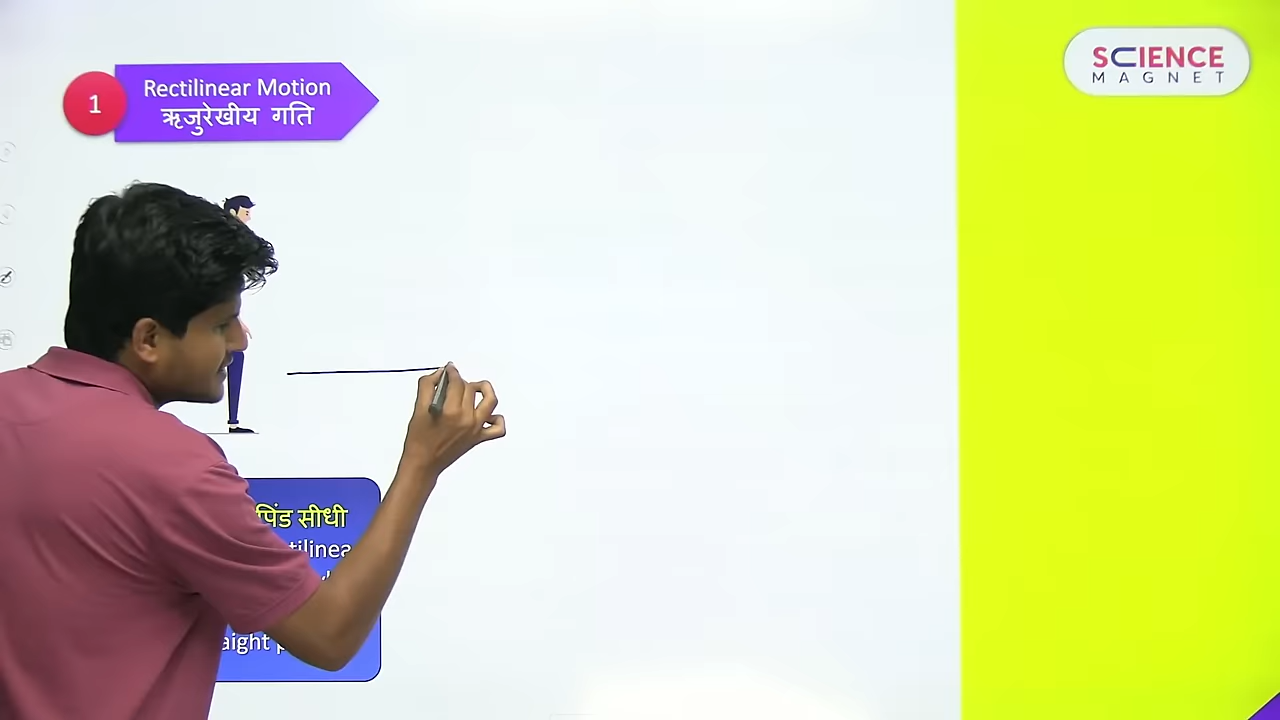 SCIENCE
MAGNET
1
Rectilinear Motion
ऋजुरेखीय गति
पिंड सीधी